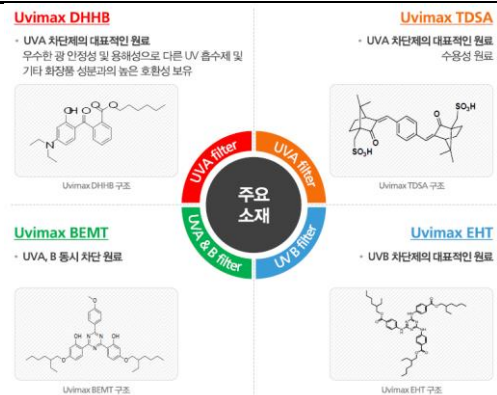 Uvimax DHHB
• UVA 차단제의 대표적인 원료
우수한 광 안정성 및 용해성으로 다른 UV 흡수제 및
기타 화장품 성분과의 높은 호환성 보유
OH
O
O
O
N
Uvimax DHHB 구조
Uvimax TDSA
• UVA 차단제의 대표적인 원료
수용성 원료
SO₃H
O
O
SO₃H
Uvimax TDSA 구조
UVA filter
UVA filter
주요
소재
UVA & B filter
UV B filter
Uvimax BEMT
• UVA, B 동시 차단 원료
Uvimax BEMT 구조
Uvimax EHT
• UVB 차단제의 대표적인 원료
Uvimax EHT 구조